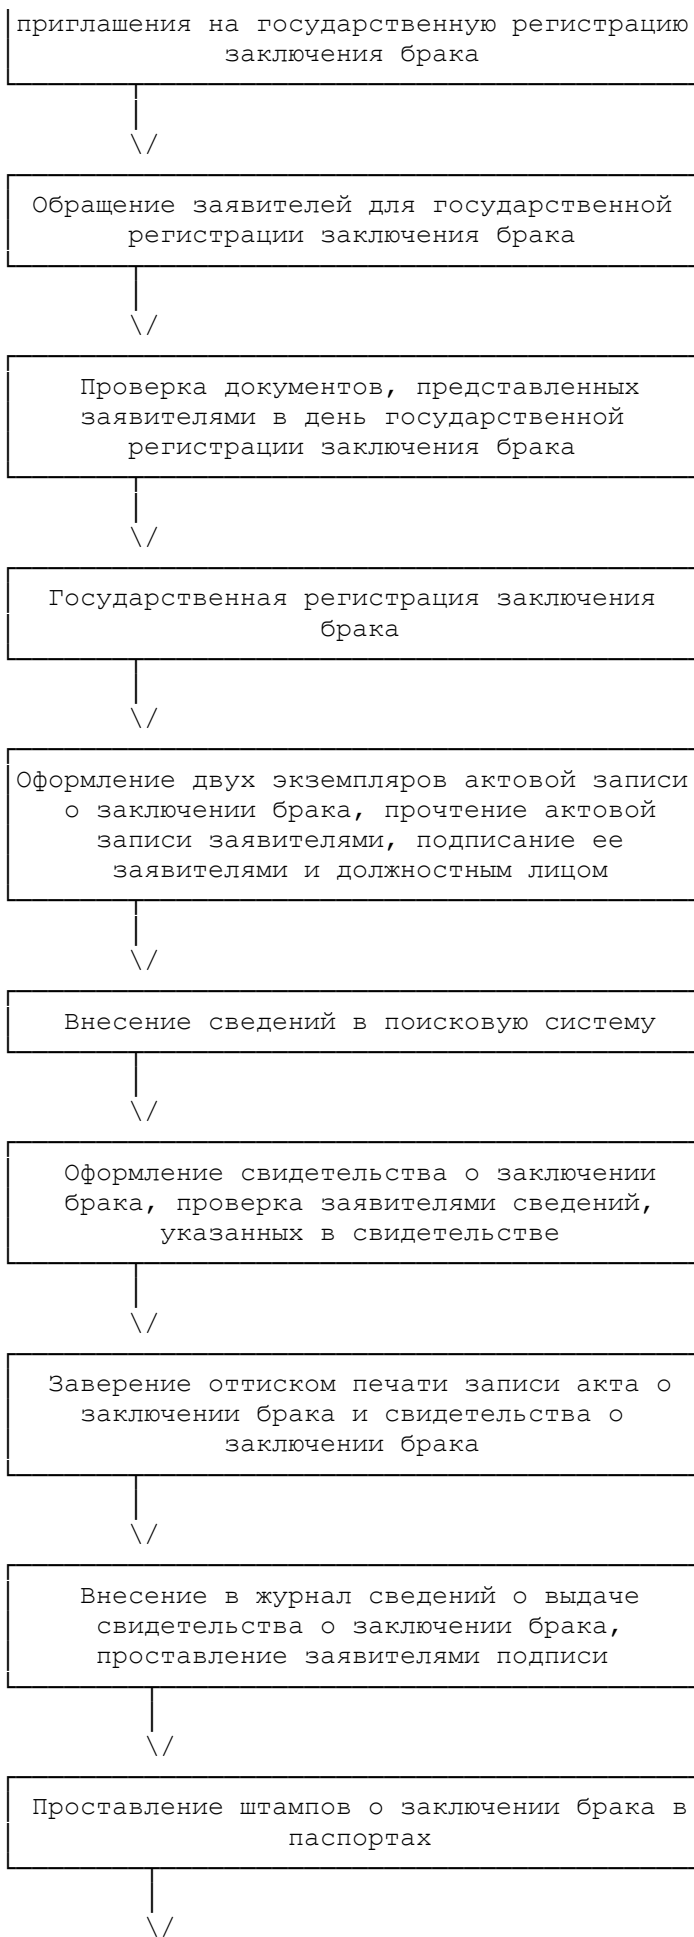 приглашения на государственную регистрацию
заключения брака
\/
Обращение заявителей для государственной
регистрации заключения брака
\/
Проверка документов, представленных
заявителями в день государственной
регистрации заключения брака
\/
Государственная регистрация заключения
брака
\/
Оформление двух экземпляров актовой записи
о заключении брака, прочтение актовой
записи заявителями, подписание ее
заявителями и должностным лицом
\/
Внесение сведений в поисковую систему
\/
Оформление свидетельства о заключении
брака, проверка заявителями сведений,
указанных в свидетельстве
\/
Заверение оттиском печати записи акта о
заключении брака и свидетельства о
заключении брака
\/
Внесение в журнал сведений о выдаче
свидетельства о заключении брака,
проставление заявителями подписи
\/
Проставление штампов о заключении брака в
паспортах
\/